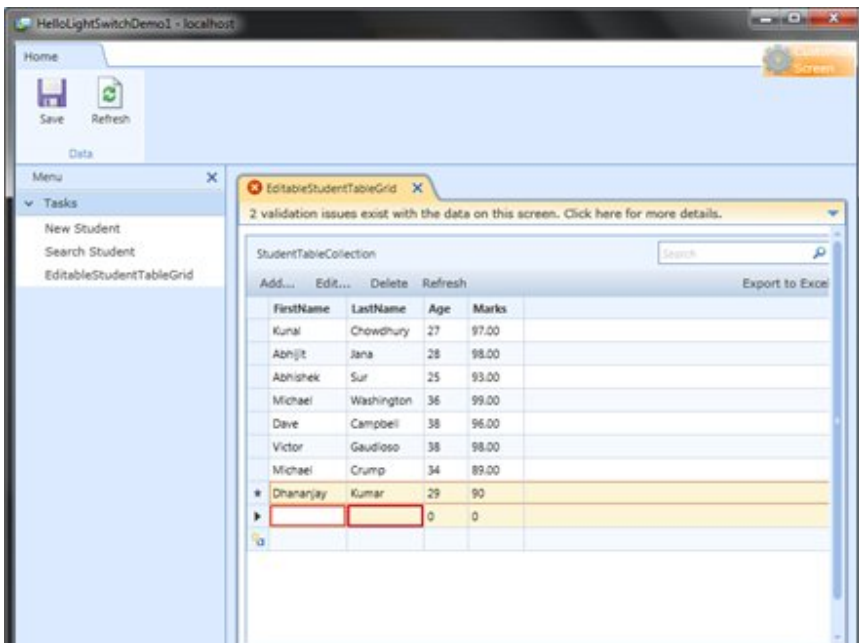 HelloLightSwitchDemo1 - localhost
Home
Screen
Save Refresh
Data
Menu
Tasks
New Student
Search Student
EditableStudentTableGrid
EditableStudentTableGrid
2 validation issues exist with the data on this screen. Click here for more details.
StudentTableCollection
Search
Add... Edit... Delete Refresh Export to Excel
FirstName LastName Age Marks
Kunal Chowdhury 27 97.00
Abhijit Jana 28 98.00
Abhishek Sur 25 93.00
Michael Washington 36 99.00
Dave Campbell 38 96.00
Victor Gaudioso 38 98.00
Michael Crump 34 89.00
Dhananjay Kumar 29 90
0 0